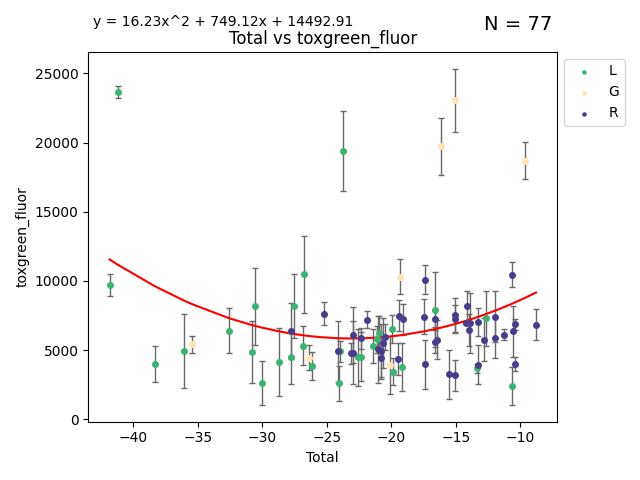 y = 16.23x^2 + 749.12x + 14492.91
N = 77
Total vs toxgreen_fluor
25000
20000
15000
10000
5000
0
toxgreen_fluor
−40
−35
−30
−25
−20
−15
−10
Total
L
G
R